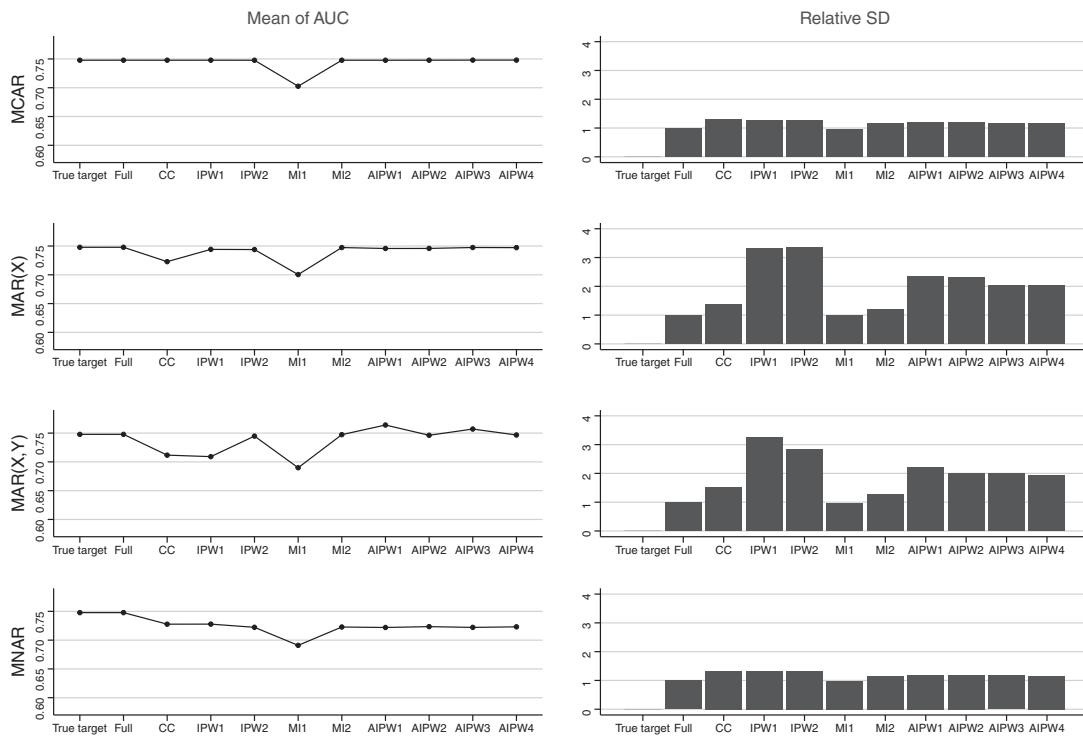 Mean of AUC
Relative SD
MCAR
0.75
0.70
0.65
0.60
True target Full CC IPW1 IPW2 MI1 MI2 AIPW1 AIPW2 AIPW3 AIPW4
4
3
2
1
0
True target Full CC IPW1 IPW2 MI1 MI2 AIPW1 AIPW2 AIPW3 AIPW4
MAR(X)
0.75
0.70
0.65
0.60
True target Full CC IPW1 IPW2 MI1 MI2 AIPW1 AIPW2 AIPW3 AIPW4
4
3
2
1
0
True target Full CC IPW1 IPW2 MI1 MI2 AIPW1 AIPW2 AIPW3 AIPW4
MAR(X,Y)
0.75
0.70
0.65
0.60
True target Full CC IPW1 IPW2 MI1 MI2 AIPW1 AIPW2 AIPW3 AIPW4
4
3
2
1
0
True target Full CC IPW1 IPW2 MI1 MI2 AIPW1 AIPW2 AIPW3 AIPW4
MNAR
0.75
0.70
0.65
0.60
True target Full CC IPW1 IPW2 MI1 MI2 AIPW1 AIPW2 AIPW3 AIPW4
4
3
2
1
0
True target Full CC IPW1 IPW2 MI1 MI2 AIPW1 AIPW2 AIPW3 AIPW4